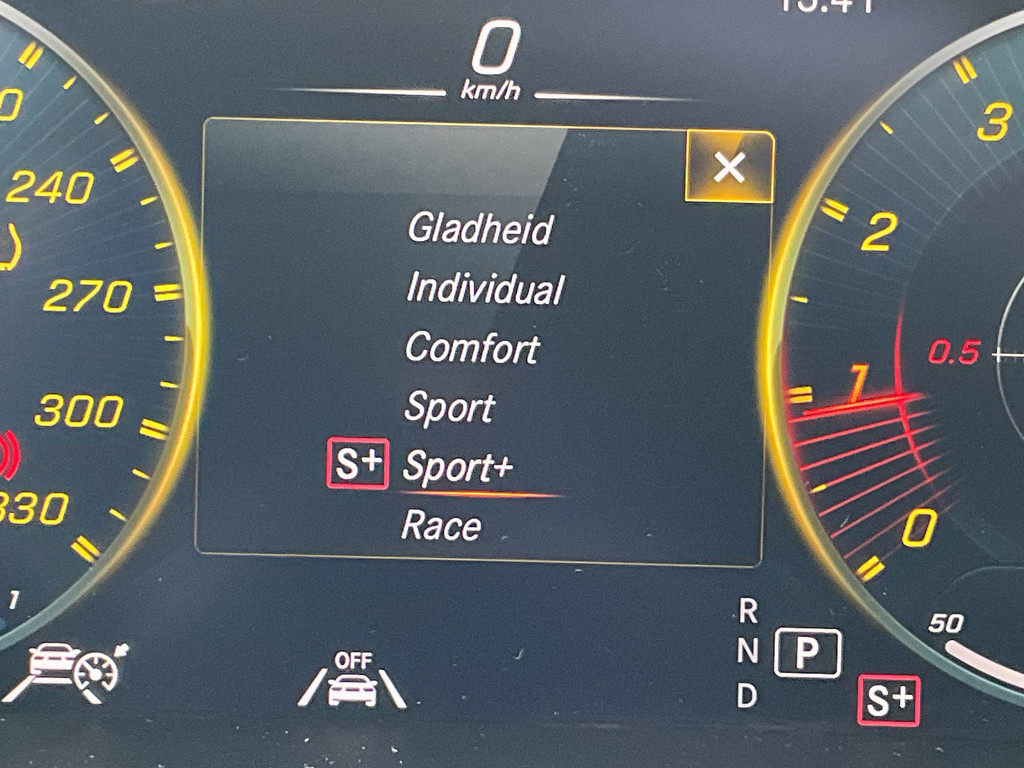 0
km/h
240
270
300
330
Gladheid
Individual
Comfort
Sport
S+ Sport+
Race
3
2
1
0.5
0
50
1
OFF
R
N P
D
S+